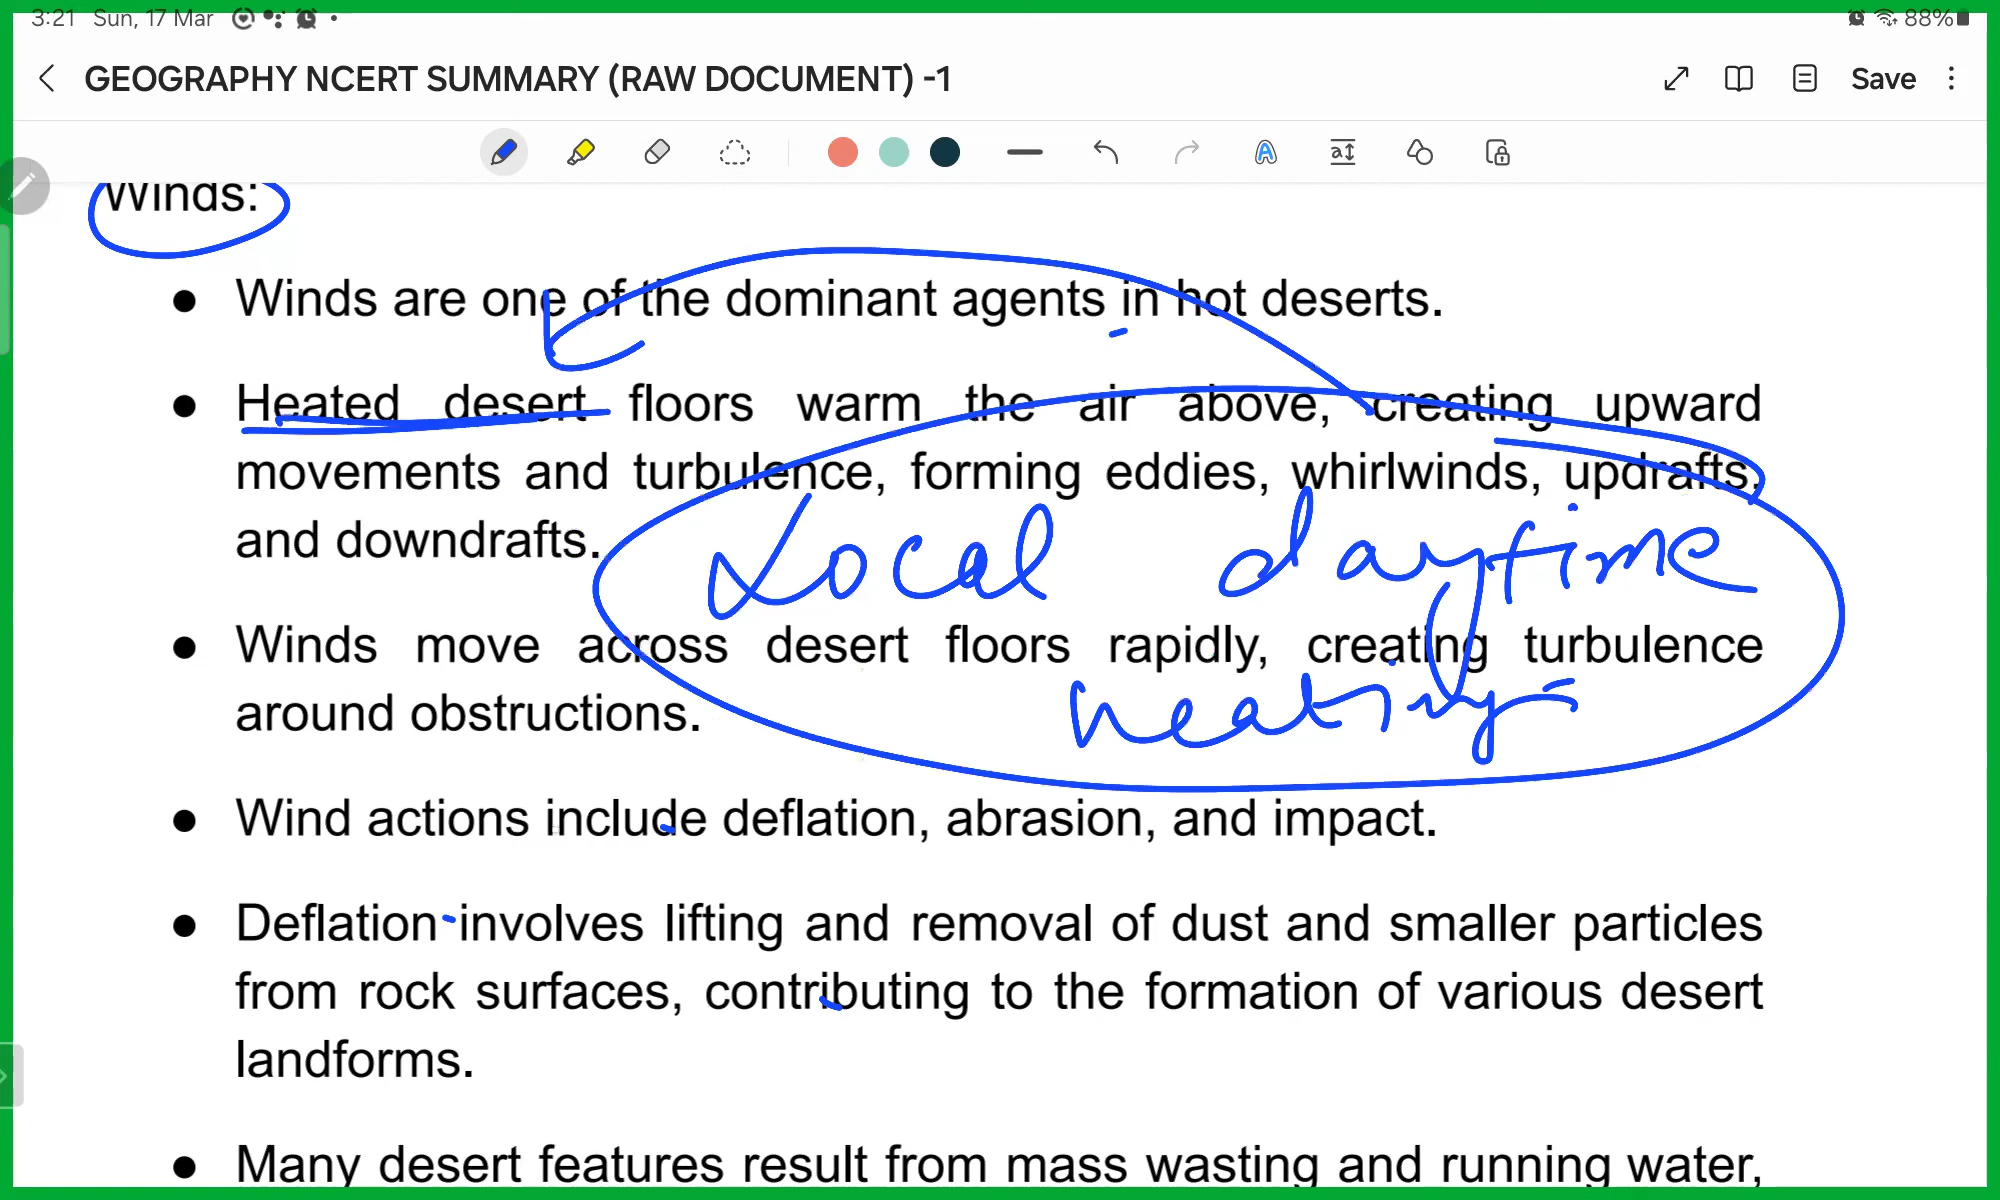 3:21 Sun, 17 Mar 88%
GEOGRAPHY NCERT SUMMARY (RAW DOCUMENT) -1
Save
Winds:
● Winds are one of the dominant agents in hot deserts.
● Heated desert floors warm the air above, creating upward
movements and turbulence, forming eddies, whirlwinds, updrafts,
and downdrafts.
Local daytime
● Winds move across desert floors rapidly, creating turbulence
around obstructions.
heating
● Wind actions include deflation, abrasion, and impact.
● Deflation involves lifting and removal of dust and smaller particles
from rock surfaces, contributing to the formation of various desert
landforms.
● Many desert features result from mass wasting and running water,